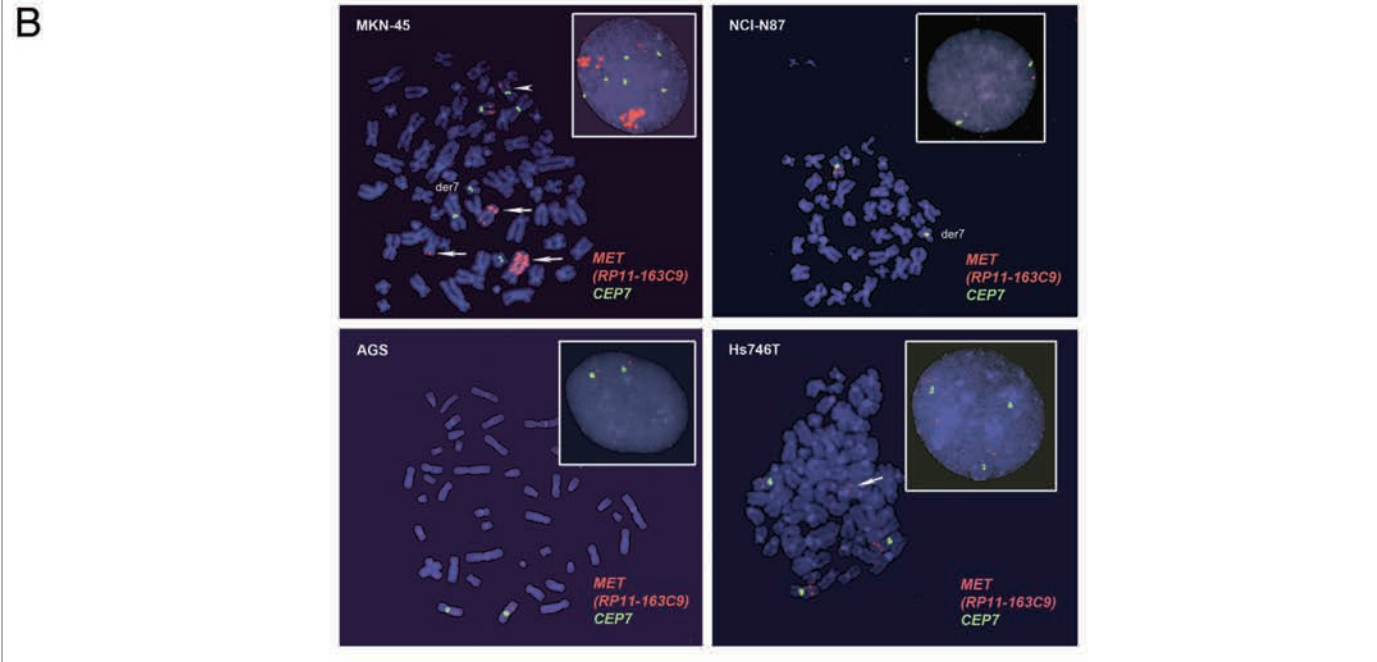 B
MKN-45
der7
MET
(RP11-163C9)
CEP7
NCI-N87
der7
MET
(RP11-163C9)
CEP7
AGS
MET
(RP11-163C9)
CEP7
Hs746T
MET
(RP11-163C9)
CEP7